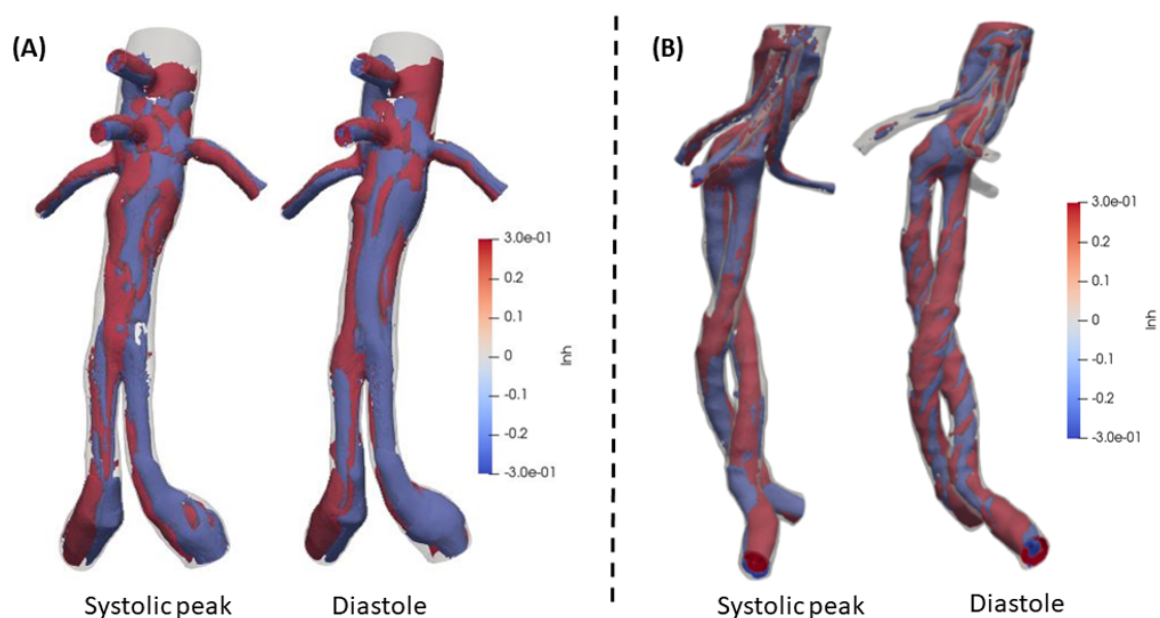 (A)
3.0e-01
0.2
0.1
0
-0.1
-0.2
-3.0e-01
lnh
Systolic peak
Diastole
(B)
3.0e-01
0.2
0.1
0
-0.1
-0.2
-3.0e-01
lnh
Systolic peak
Diastole